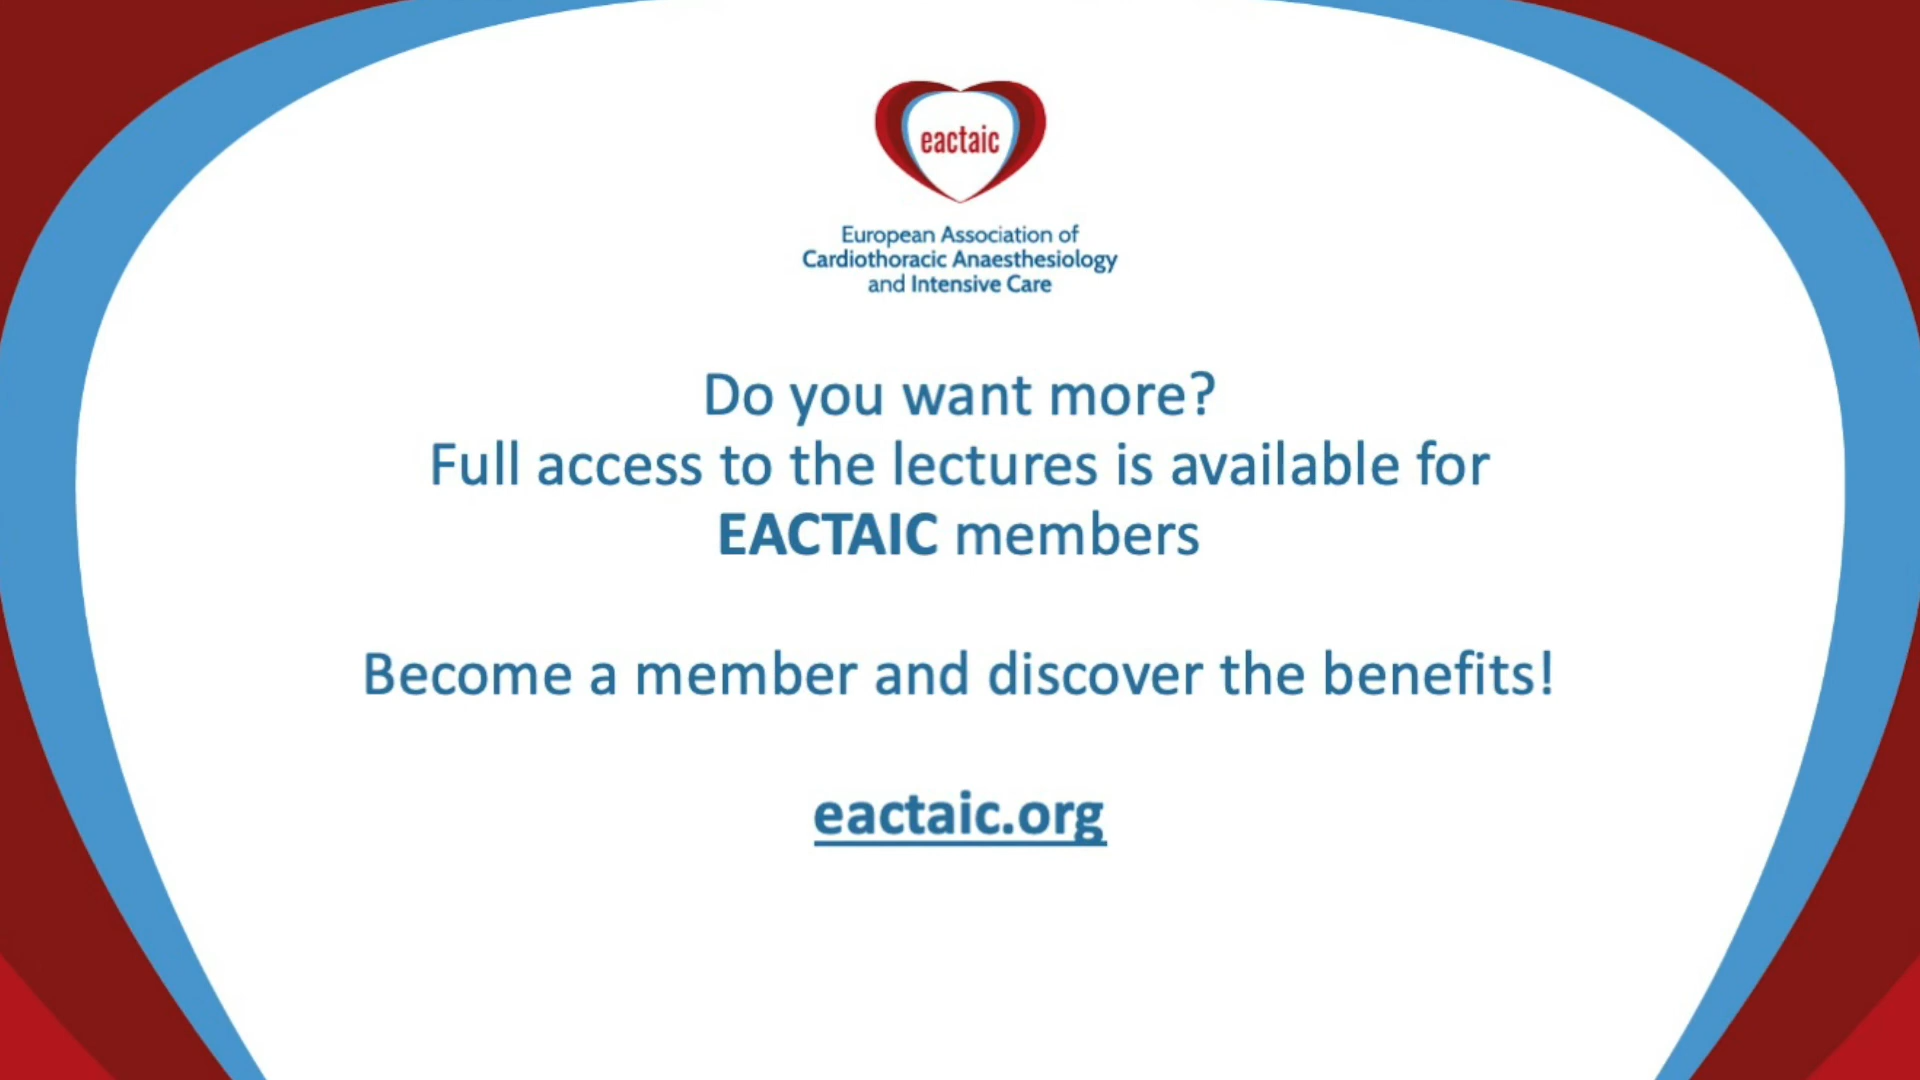 eactaic
European Association of
Cardiothoracic Anaesthesiology
and Intensive Care
Do you want more?
Full access to the lectures is available for
EACTAIC members
Become a member and discover the benefits!
eactaic.org